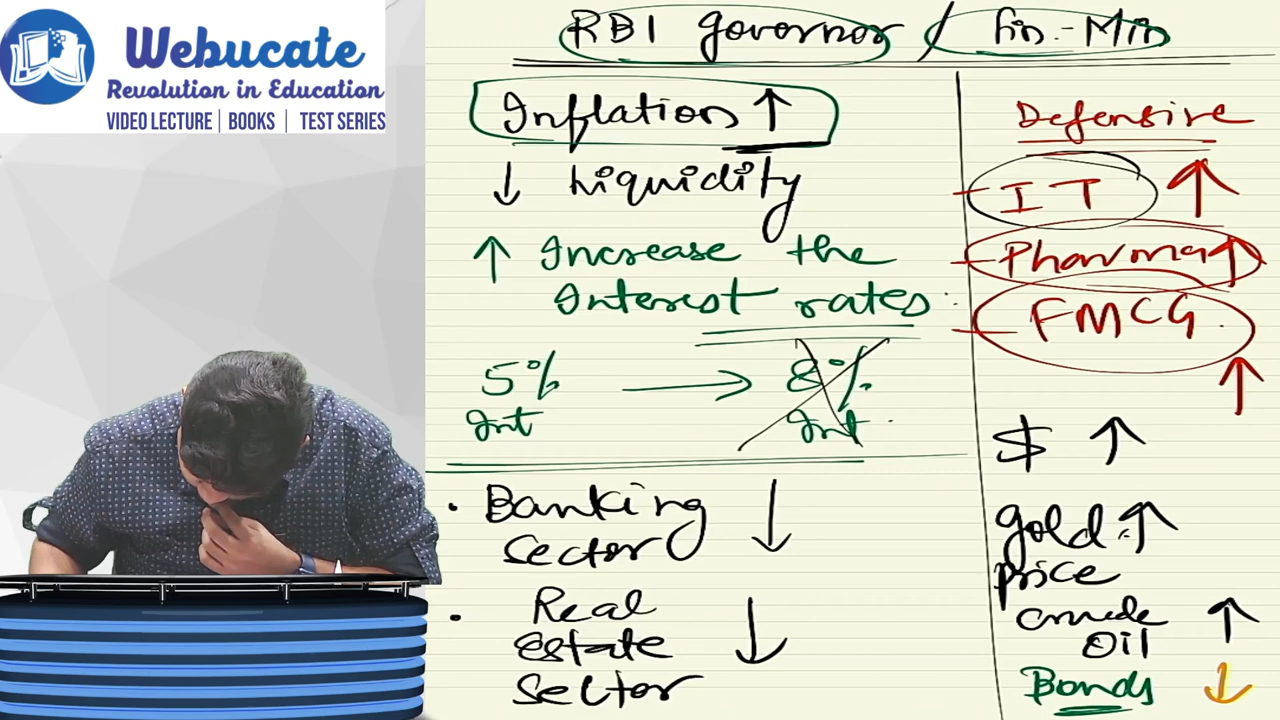 Webucate
Revolution in Education
VIDEO LECTURE | BOOKS | TEST SERIES
RBI governor / Fin.-Min
Inflation ↑
↓ Liquidity
↑ Increase the
Interest rates
5% → 8%
Int Int
• Banking ↓
Sector
• Real ↓
Estate
Sector
Defensive
- IT ↑
- Pharma ↑
- FMCG ↑
$ ↑
Gold ↑
Price
Crude ↑
Oil
Bonds ↓